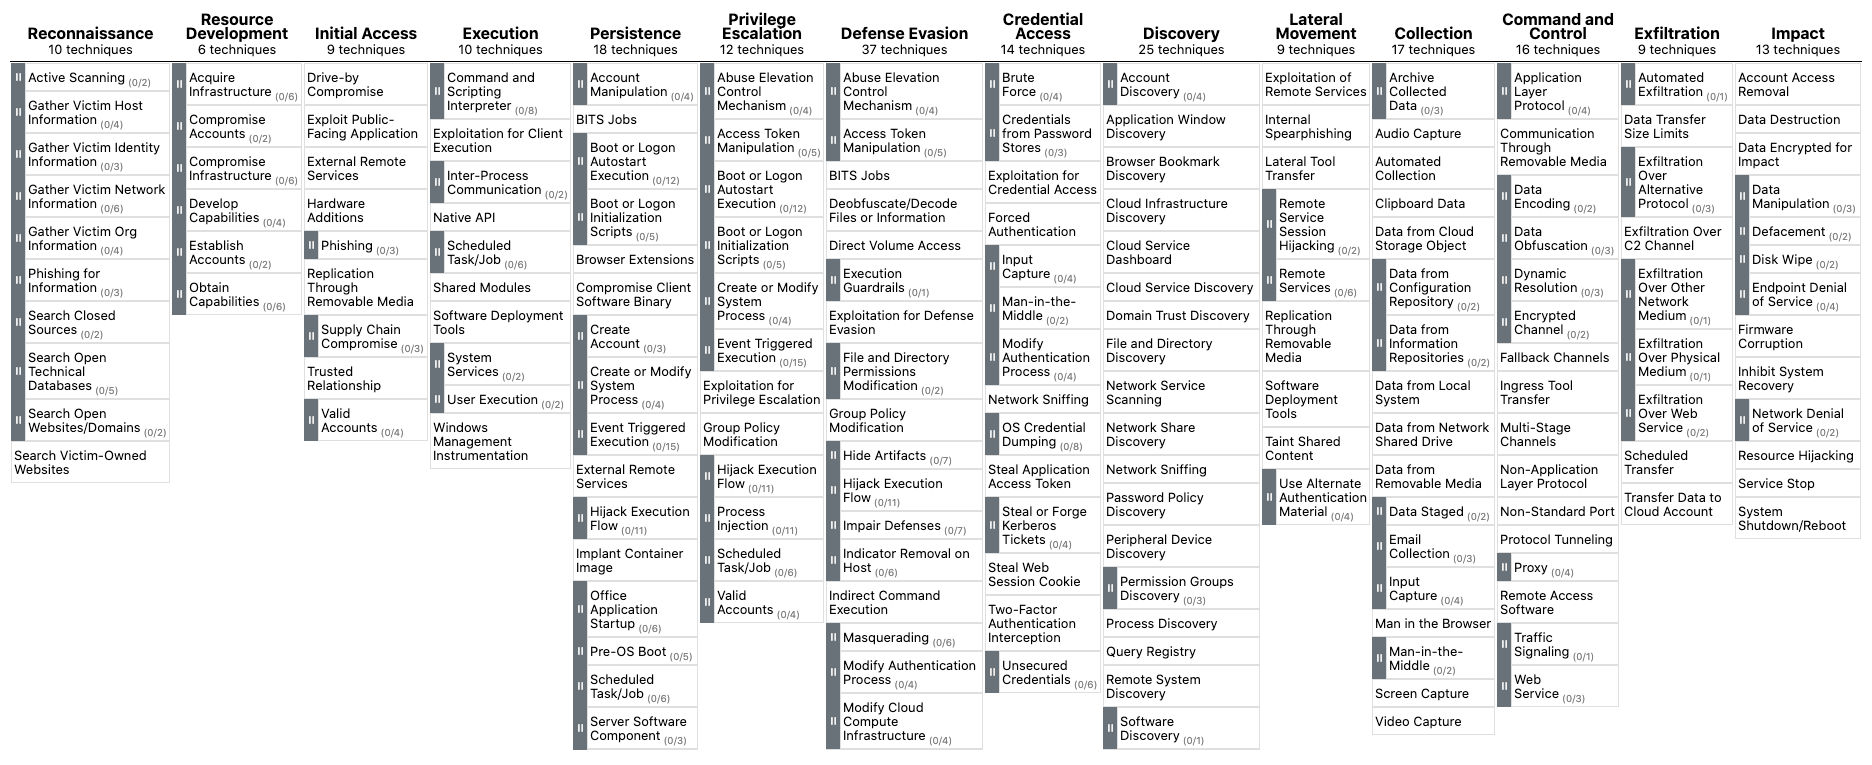 Reconnaissance
10 techniques
Active Scanning (0/2)
Gather Victim Host
Information (0/4)
Gather Victim Identity
Information (0/3)
Gather Victim Network
Information (0/6)
Gather Victim Org
Information (0/4)
Phishing for
Information (0/3)
Search Closed
Sources (0/2)
Search Open
Technical
Databases (0/5)
Search Open
Websites/Domains (0/2)
Search Victim-Owned
Websites
Resource
Development
6 techniques
Acquire
Infrastructure (0/6)
Compromise
Accounts (0/2)
Compromise
Infrastructure (0/6)
Develop
Capabilities (0/4)
Establish
Accounts (0/2)
Obtain
Capabilities (0/6)
Initial Access
9 techniques
Drive-by
Compromise
Exploit Public-
Facing Application
External Remote
Services
Hardware
Additions
Phishing (0/3)
Replication
Through
Removable Media
Supply Chain
Compromise (0/3)
Trusted
Relationship
Valid
Accounts (0/4)
Execution
10 techniques
Command and
Scripting
Interpreter (0/8)
Exploitation for Client
Execution
Inter-Process
Communication (0/2)
Native API
Scheduled
Task/Job (0/6)
Shared Modules
Software Deployment
Tools
System
Services (0/2)
User Execution (0/2)
Windows
Management
Instrumentation
Persistence
18 techniques
Account
Manipulation (0/4)
BITS Jobs
Boot or Logon
Autostart
Execution (0/12)
Boot or Logon
Initialization
Scripts (0/5)
Browser Extensions
Compromise Client
Software Binary
Create
Account (0/3)
Create or Modify
System
Process (0/4)
Event Triggered
Execution (0/15)
External Remote
Services
Hijack Execution
Flow (0/11)
Implant Container
Image
Office
Application
Startup (0/6)
Pre-OS Boot (0/5)
Scheduled
Task/Job (0/6)
Server Software
Component (0/3)
Privilege
Escalation
12 techniques
Abuse Elevation
Control
Mechanism (0/4)
Access Token
Manipulation (0/5)
Boot or Logon
Autostart
Execution (0/12)
Boot or Logon
Initialization
Scripts (0/5)
Create or Modify
System
Process (0/4)
Event Triggered
Execution (0/15)
Exploitation for
Privilege Escalation
Group Policy
Modification
Hijack Execution
Flow (0/11)
Process
Injection (0/11)
Scheduled
Task/Job (0/6)
Valid
Accounts (0/4)
Defense Evasion
37 techniques
Abuse Elevation
Control
Mechanism (0/4)
Access Token
Manipulation (0/5)
BITS Jobs
Deobfuscate/Decode
Files or Information
Direct Volume Access
Execution
Guardrails (0/1)
Exploitation for Defense
Evasion
File and Directory
Permissions
Modification (0/2)
Group Policy
Modification
Hide Artifacts (0/7)
Hijack Execution
Flow (0/11)
Impair Defenses (0/7)
Indicator Removal on
Host (0/6)
Indirect Command
Execution
Masquerading (0/6)
Modify Authentication
Process (0/4)
Modify Cloud
Compute
Infrastructure (0/4)
Credential
Access
14 techniques
Brute
Force (0/4)
Credentials
from Password
Stores (0/3)
Exploitation for
Credential Access
Forced
Authentication
Input
Capture (0/4)
Man-in-the-
Middle (0/2)
Modify
Authentication
Process (0/4)
Network Sniffing
OS Credential
Dumping (0/8)
Steal Application
Access Token
Steal or Forge
Kerberos
Tickets (0/4)
Steal Web
Session Cookie
Two-Factor
Authentication
Interception
Unsecured
Credentials (0/6)
Discovery
25 techniques
Account
Discovery (0/4)
Application Window
Discovery
Browser Bookmark
Discovery
Cloud Infrastructure
Discovery
Cloud Service
Dashboard
Cloud Service Discovery
Domain Trust Discovery
File and Directory
Discovery
Network Service
Scanning
Network Share
Discovery
Network Sniffing
Password Policy
Discovery
Peripheral Device
Discovery
Permission Groups
Discovery (0/3)
Process Discovery
Query Registry
Remote System
Discovery
Software
Discovery (0/1)
Lateral
Movement
9 techniques
Exploitation of
Remote Services
Internal
Spearphishing
Lateral Tool
Transfer
Remote
Service
Session
Hijacking (0/2)
Remote
Services (0/6)
Replication
Through
Removable
Media
Software
Deployment
Tools
Taint Shared
Content
Use Alternate
Authentication
Material (0/4)
Collection
17 techniques
Archive
Collected
Data (0/3)
Audio Capture
Automated
Collection
Clipboard Data
Data from Cloud
Storage Object
Data from
Configuration
Repository (0/2)
Data from
Information
Repositories (0/2)
Data from Local
System
Data from Network
Shared Drive
Data from
Removable Media
Data Staged (0/2)
Email
Collection (0/3)
Input
Capture (0/4)
Man in the Browser
Man-in-the-
Middle (0/2)
Screen Capture
Video Capture
Command and
Control
16 techniques
Application
Layer
Protocol (0/4)
Communication
Through
Removable Media
Data
Encoding (0/2)
Data
Obfuscation (0/3)
Dynamic
Resolution (0/3)
Encrypted
Channel (0/2)
Fallback Channels
Ingress Tool
Transfer
Multi-Stage
Channels
Non-Application
Layer Protocol
Non-Standard Port
Protocol Tunneling
Proxy (0/4)
Remote Access
Software
Traffic
Signaling (0/1)
Web
Service (0/3)
Exfiltration
9 techniques
Automated
Exfiltration (0/1)
Data Transfer
Size Limits
Exfiltration
Over
Alternative
Protocol (0/3)
Exfiltration Over
C2 Channel
Exfiltration
Over Other
Network
Medium (0/1)
Exfiltration
Over Physical
Medium (0/1)
Exfiltration
Over Web
Service (0/2)
Scheduled
Transfer
Transfer Data to
Cloud Account
Impact
13 techniques
Account Access
Removal
Data Destruction
Data Encrypted for
Impact
Data
Manipulation (0/3)
Defacement (0/2)
Disk Wipe (0/2)
Endpoint Denial
of Service (0/4)
Firmware
Corruption
Inhibit System
Recovery
Network Denial
of Service (0/2)
Resource Hijacking
Service Stop
System
Shutdown/Reboot